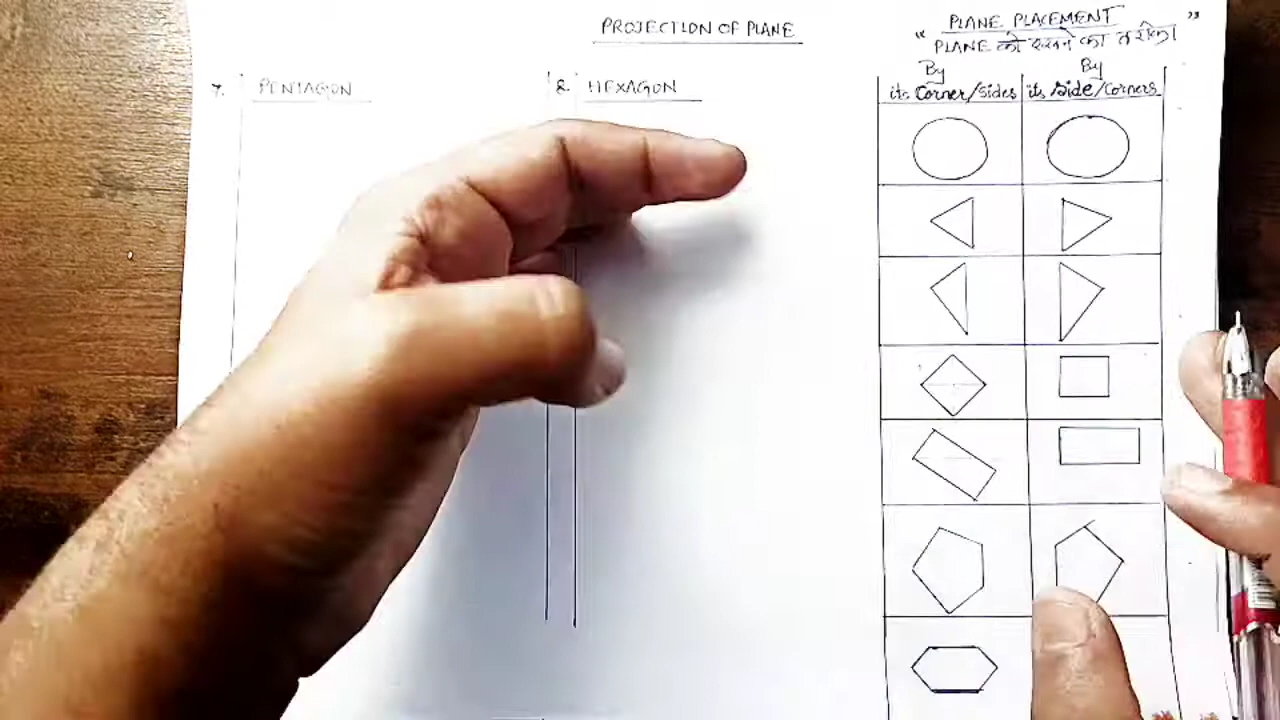 PROJECTION OF PLANE
PLANE PLACEMENT
“ PLANE को रखने का तरीका ”
7. PENTAGON
8. HEXAGON
By its Corner/sides
By its Side/corners